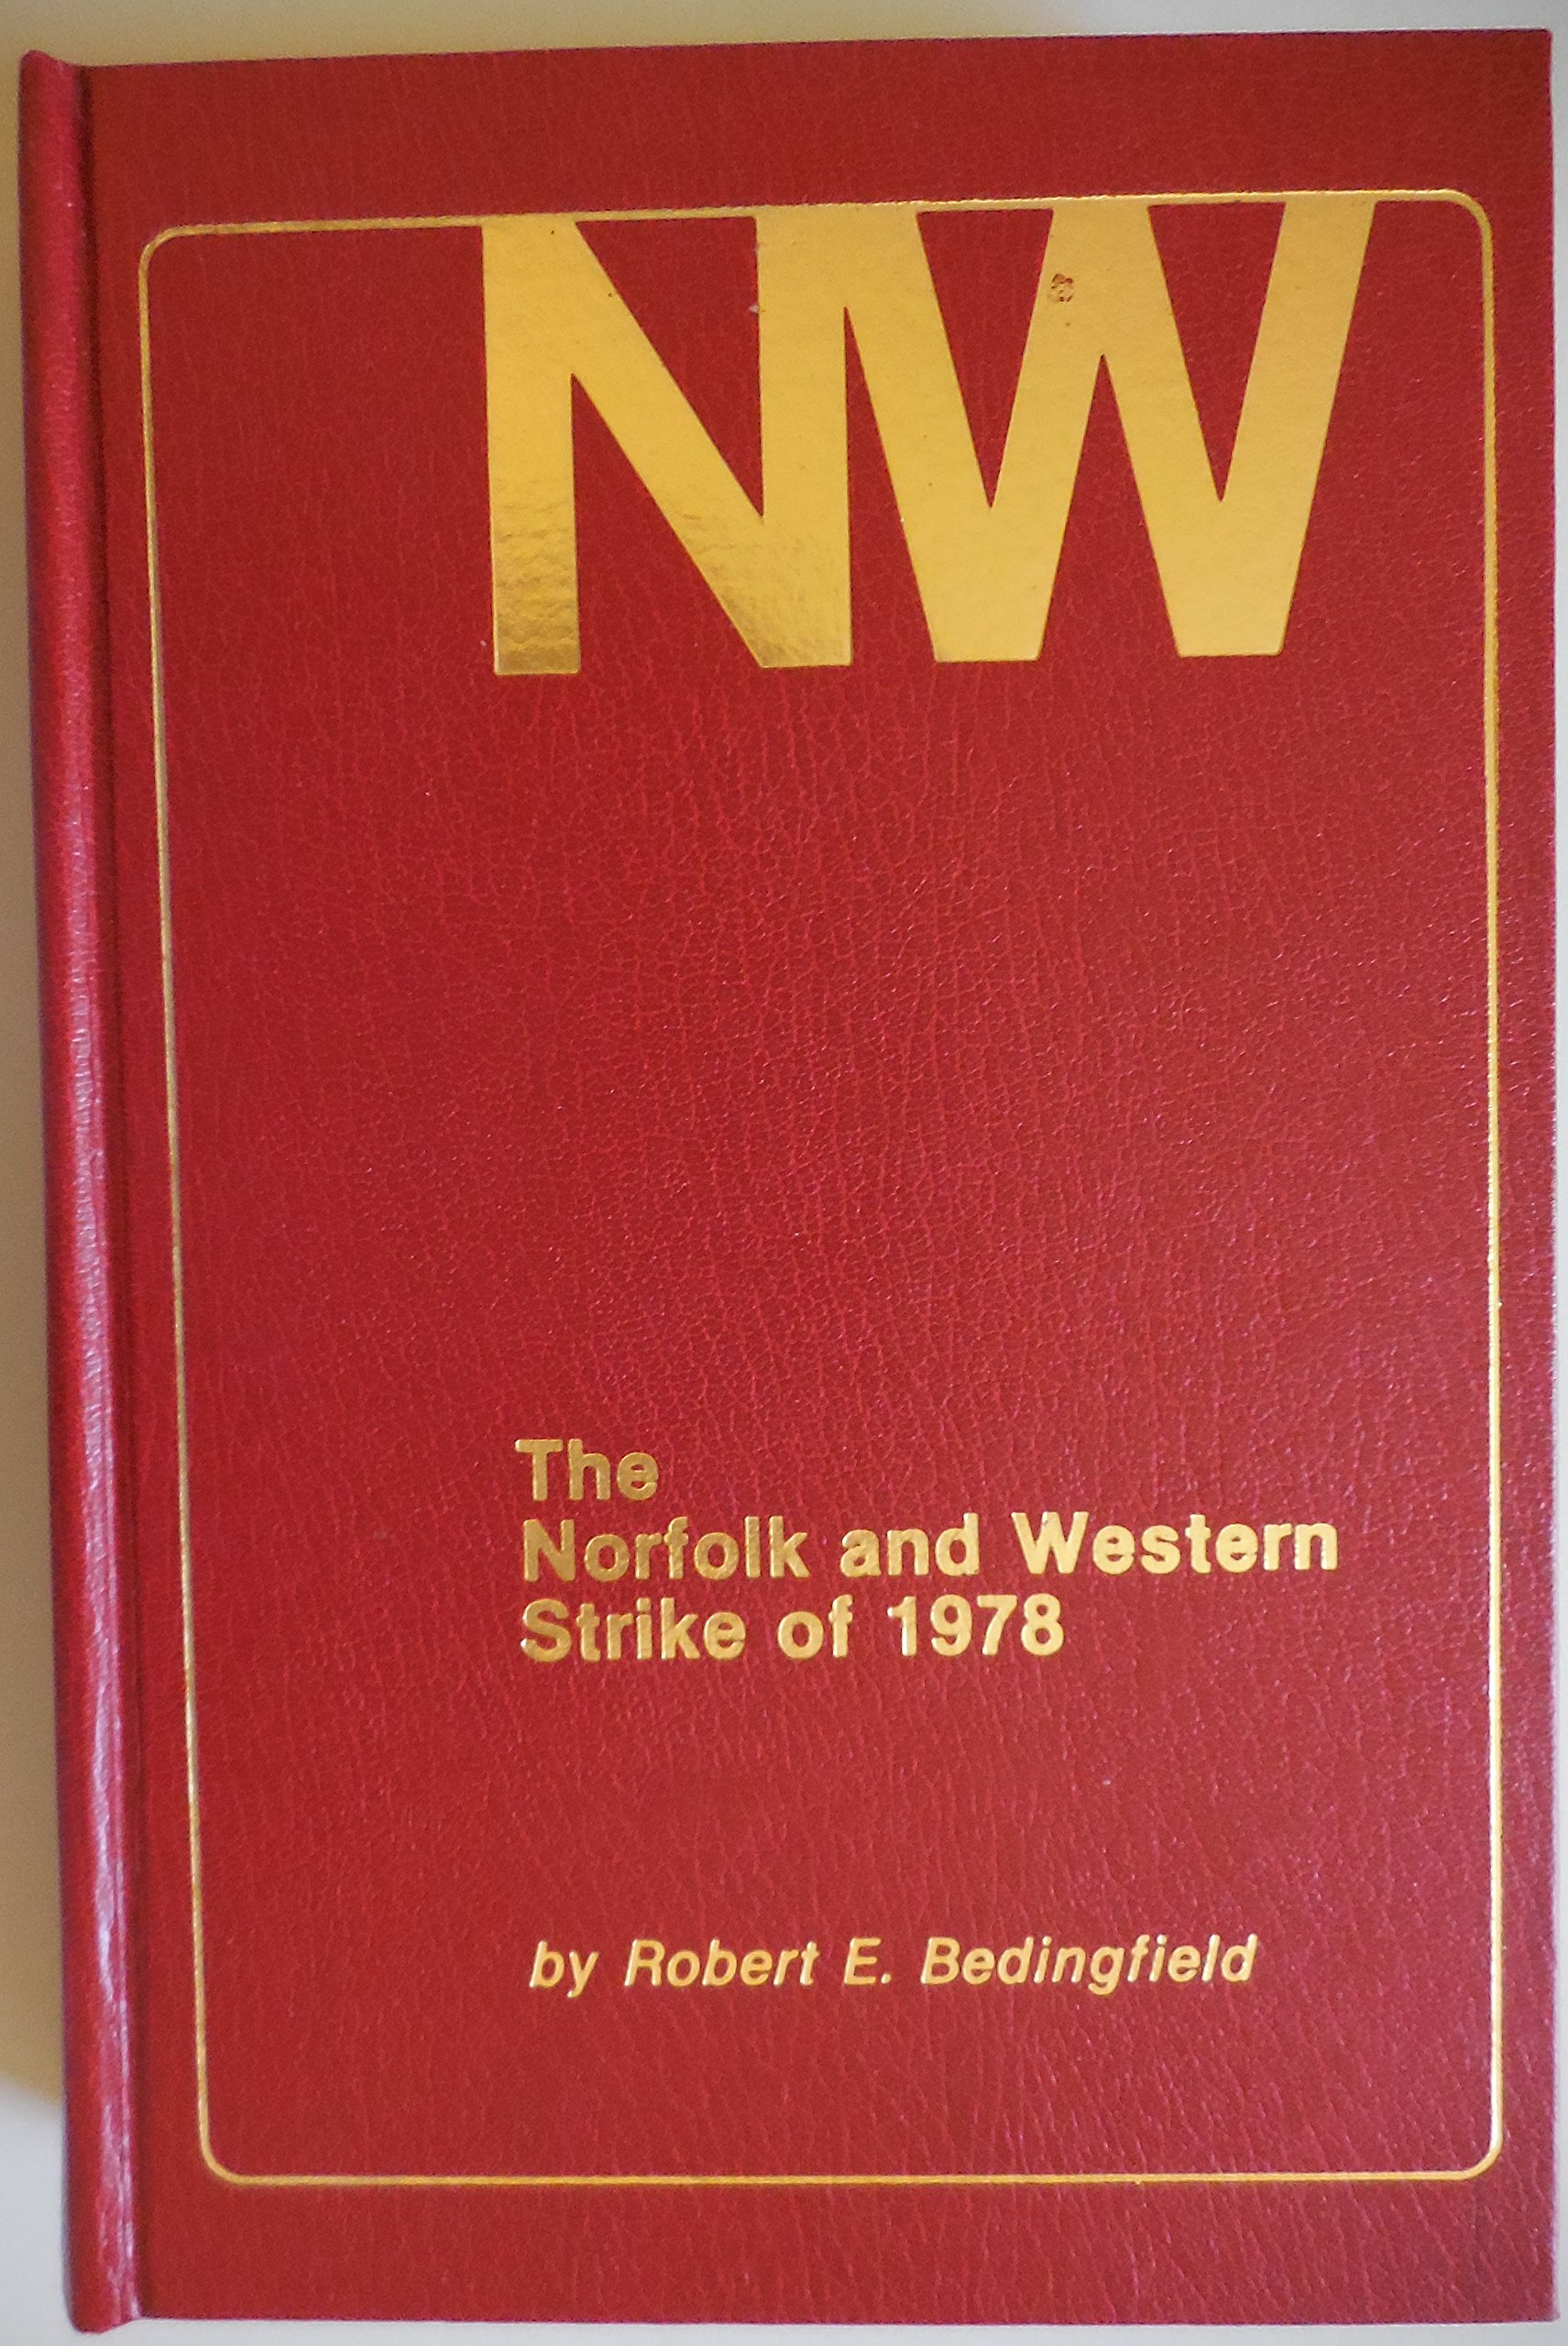 NW
The
Norfolk and Western
Strike of 1978
by Robert E. Bedingfield